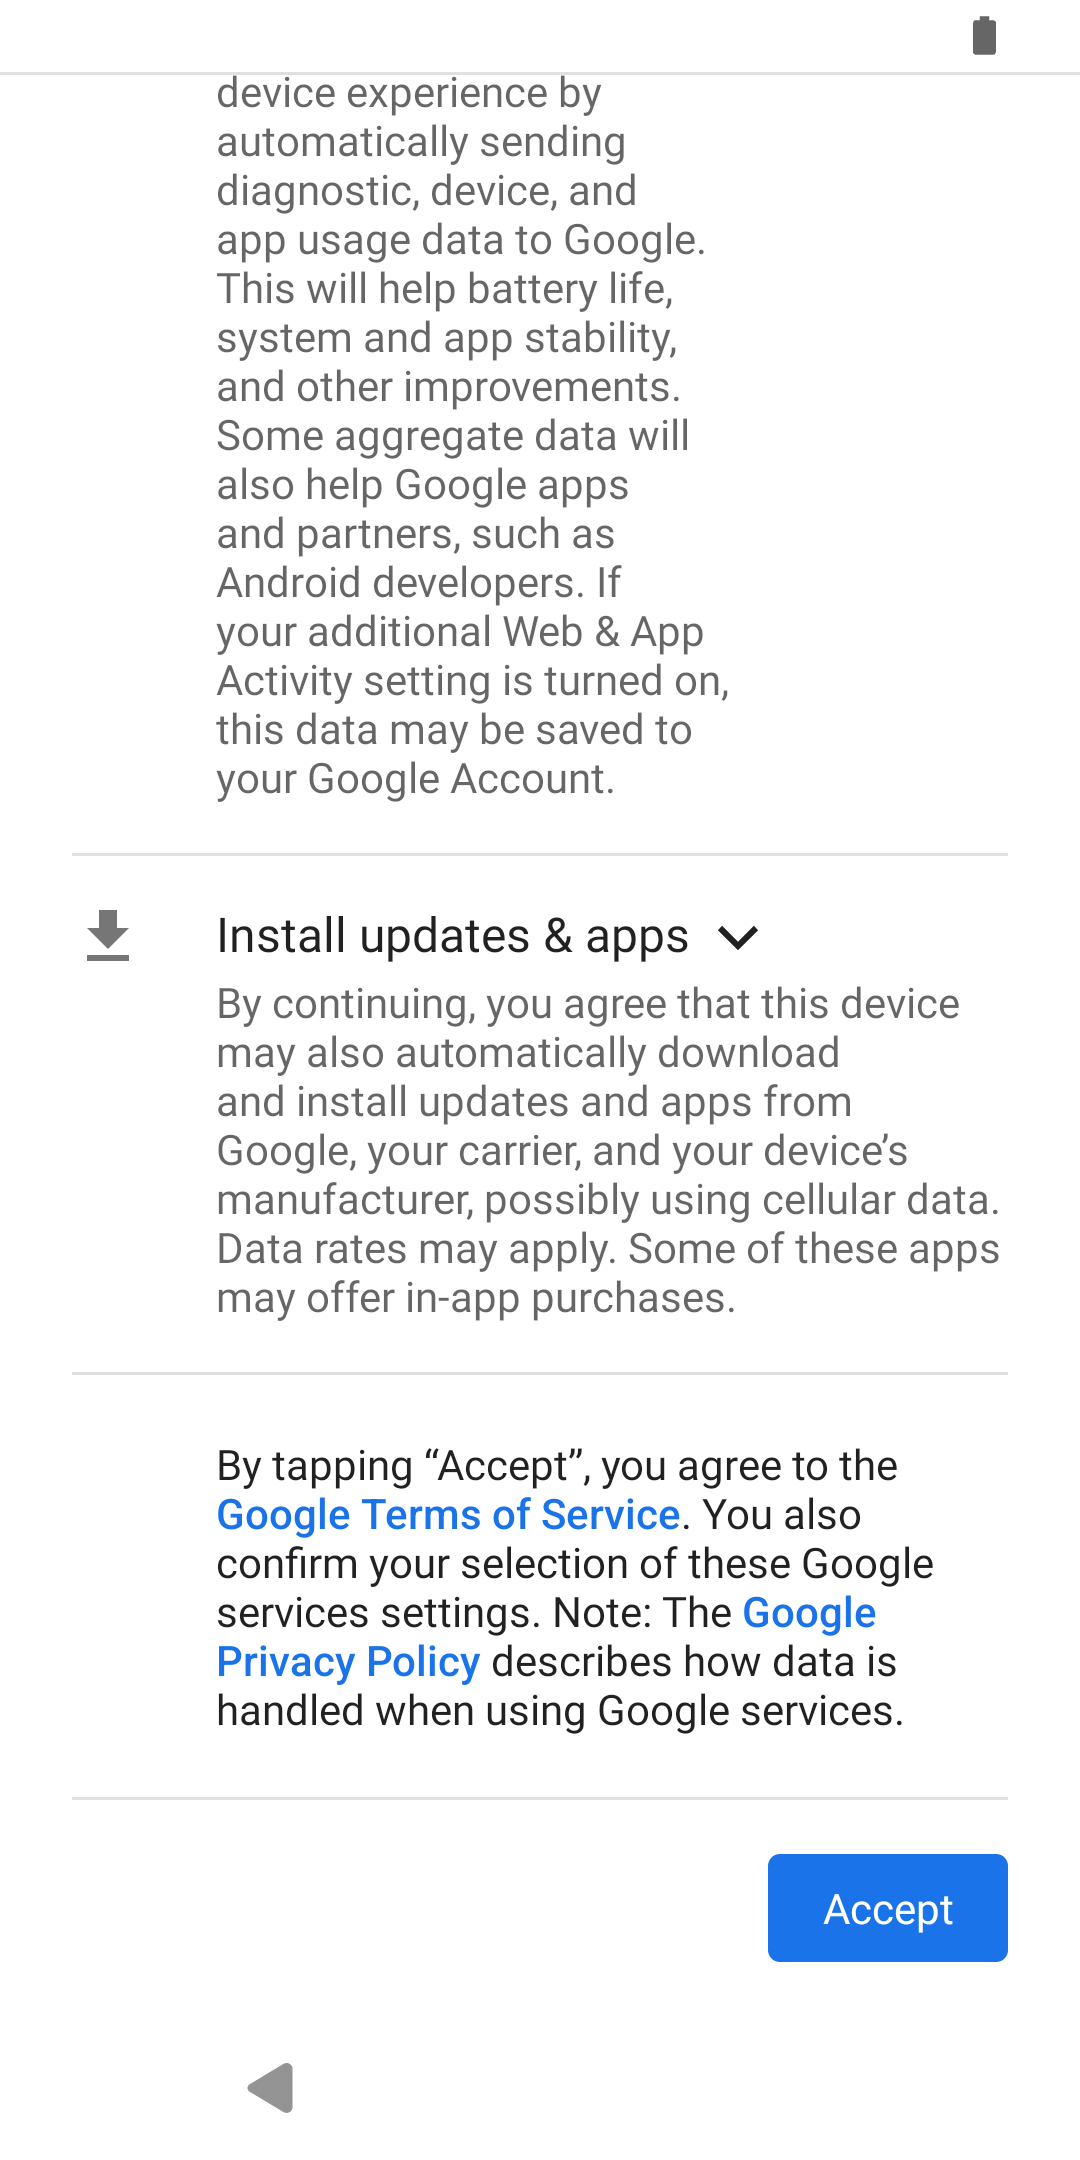 device experience by
automatically sending
diagnostic, device, and
app usage data to Google.
This will help battery life,
system and app stability,
and other improvements.
Some aggregate data will
also help Google apps
and partners, such as
Android developers. If
your additional Web & App
Activity setting is turned on,
this data may be saved to
your Google Account.
Install updates & apps
By continuing, you agree that this device
may also automatically download
and install updates and apps from
Google, your carrier, and your device’s
manufacturer, possibly using cellular data.
Data rates may apply. Some of these apps
may offer in-app purchases.
By tapping “Accept”, you agree to the
Google Terms of Service. You also
confirm your selection of these Google
services settings. Note: The Google
Privacy Policy describes how data is
handled when using Google services.
Accept